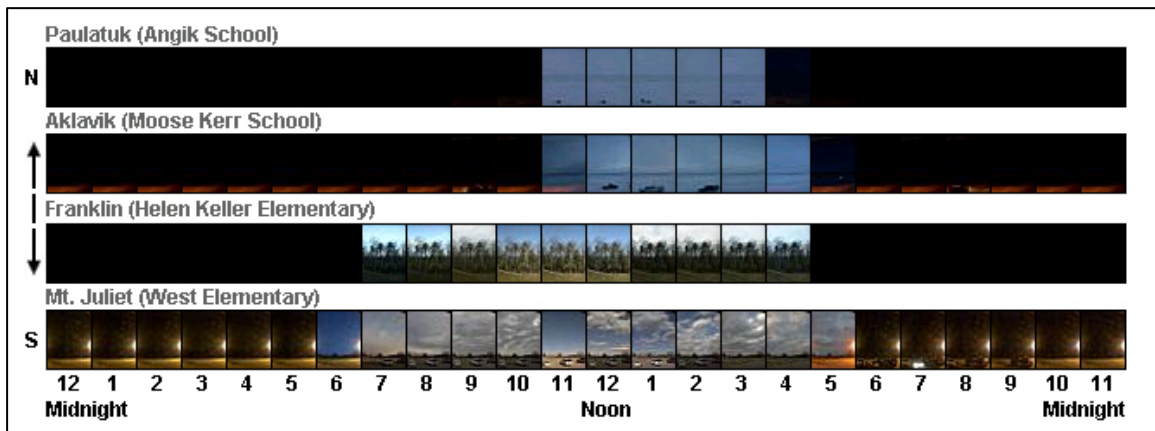 Paulatuk (Angik School)
N
Aklavik (Moose Kerr School)
Franklin (Helen Keller Elementary)
Mt. Juliet (West Elementary)
S
12 1 2 3 4 5 6 7 8 9 10 11 12 1 2 3 4 5 6 7 8 9 10 11
Midnight Noon Midnight